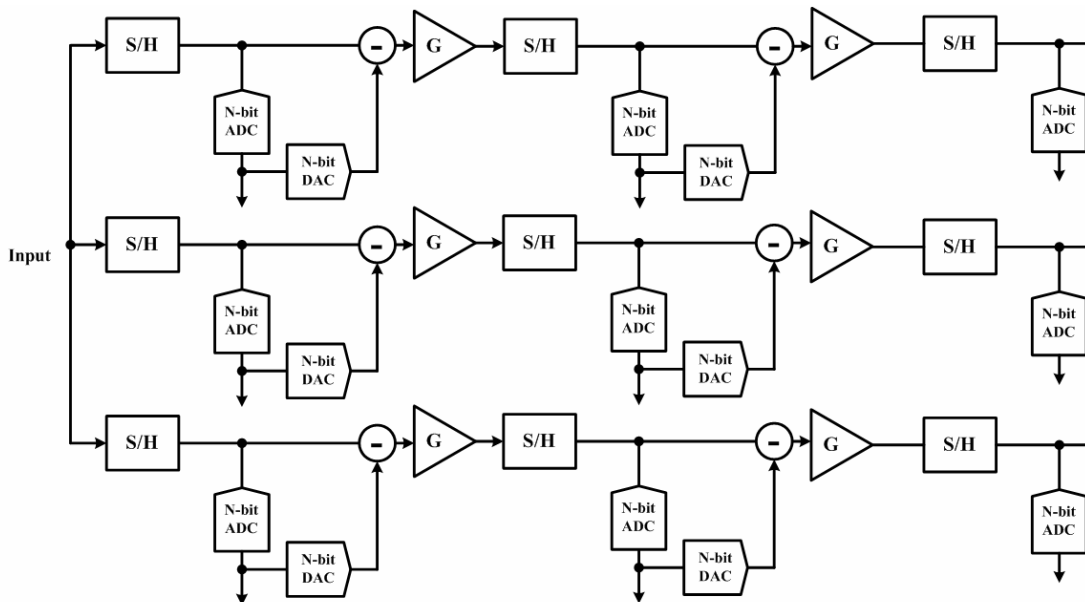 S/H
G
S/H
G
S/H
N-bit
ADC
N-bit
DAC
N-bit
ADC
N-bit
DAC
N-bit
ADC
Input
S/H
G
S/H
G
S/H
N-bit
ADC
N-bit
DAC
N-bit
ADC
N-bit
DAC
N-bit
ADC
S/H
G
S/H
G
S/H
N-bit
ADC
N-bit
DAC
N-bit
ADC
N-bit
DAC
N-bit
ADC